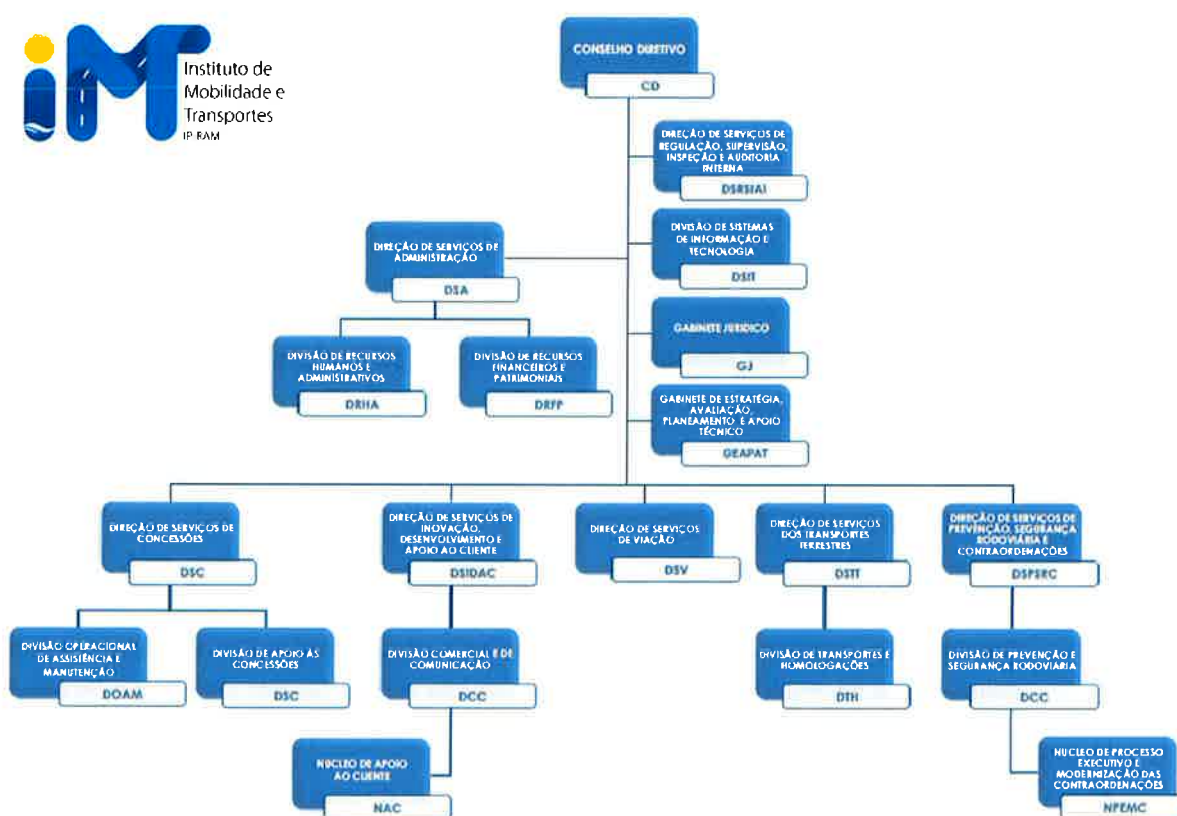 iM
Instituto de
Mobilidade e
Transportes
IP-RAM
CONSELHO DIRETIVO
CD
DIREÇÃO DE SERVIÇOS DE
REGULAÇÃO, SUPERVISÃO,
INSPEÇÃO E AUDITORIA
INTERNA
DSRSIAI
DIREÇÃO DE SERVIÇOS DE
ADMINISTRAÇÃO
DSA
DIVISÃO DE SISTEMAS
DE INFORMAÇÃO E
TECNOLOGIA
DSIT
GABINETE JURÍDICO
GJ
DIVISÃO DE RECURSOS
HUMANOS E
ADMINISTRATIVOS
DRHA
DIVISÃO DE RECURSOS
FINANCEIROS E
PATRIMONIAIS
DRFP
GABINETE DE ESTRATÉGIA,
AVALIAÇÃO,
PLANEAMENTO E APOIO
TÉCNICO
GEAPAT
DIREÇÃO DE SERVIÇOS DE
CONCESSÕES
DSC
DIREÇÃO DE SERVIÇOS DE
INOVAÇÃO,
DESENVOLVIMENTO E
APOIO AO CLIENTE
DSIDAC
DIREÇÃO DE SERVIÇOS
DE VIAÇÃO
DSV
DIREÇÃO DE SERVIÇOS
DOS TRANSPORTES
TERRESTRES
DSTT
DIREÇÃO DE SERVIÇOS DE
PREVENÇÃO, SEGURANÇA
RODOVIÁRIA E
CONTRAORDENAÇÕES
DSPSRC
DIVISÃO OPERACIONAL
DE ASSISTÊNCIA E
MANUTENÇÃO
DOAM
DIVISÃO DE APOIO ÀS
CONCESSÕES
DSC
DIVISÃO COMERCIAL E DE
COMUNICAÇÃO
DCC
DIVISÃO DE TRANSPORTES E
HOMOLOGAÇÕES
DTH
DIVISÃO DE PREVENÇÃO E
SEGURANÇA RODOVIÁRIA
DCC
NÚCLEO DE APOIO
AO CLIENTE
NAC
NÚCLEO DE PROCESSO
EXECUTIVO E
MODERNIZAÇÃO DAS
CONTRAORDENAÇÕES
NPEMC